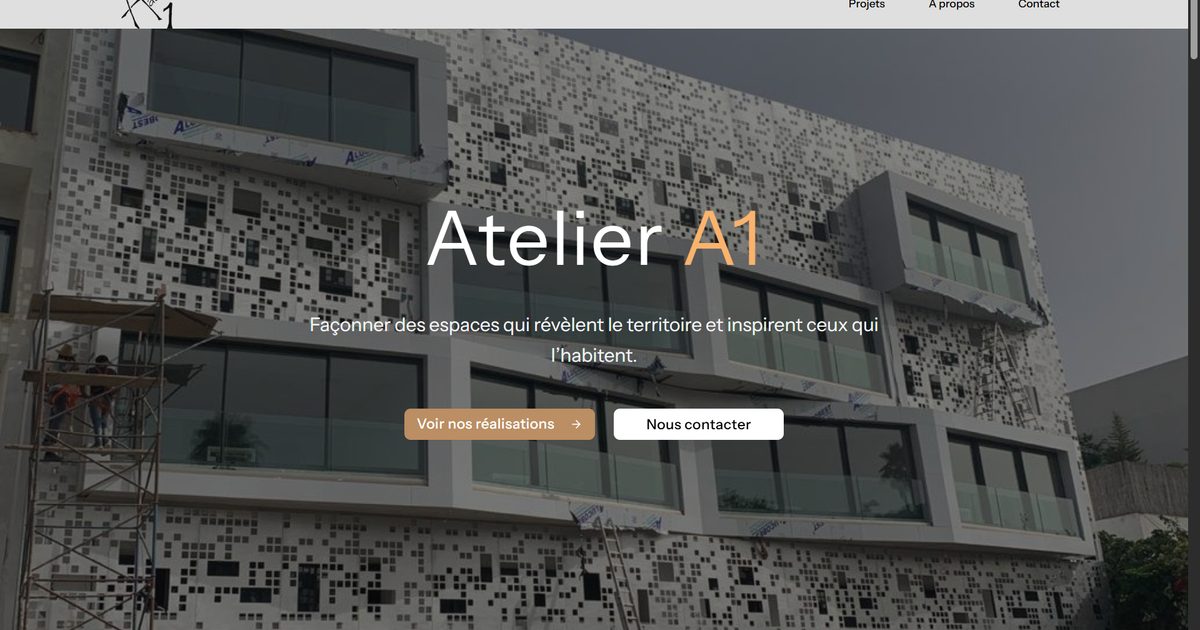 Projets
À propos
Contact
Atelier A1
Façonner des espaces qui révèlent le territoire et inspirent ceux qui
l’habitent.
Voir nos réalisations →
Nous contacter